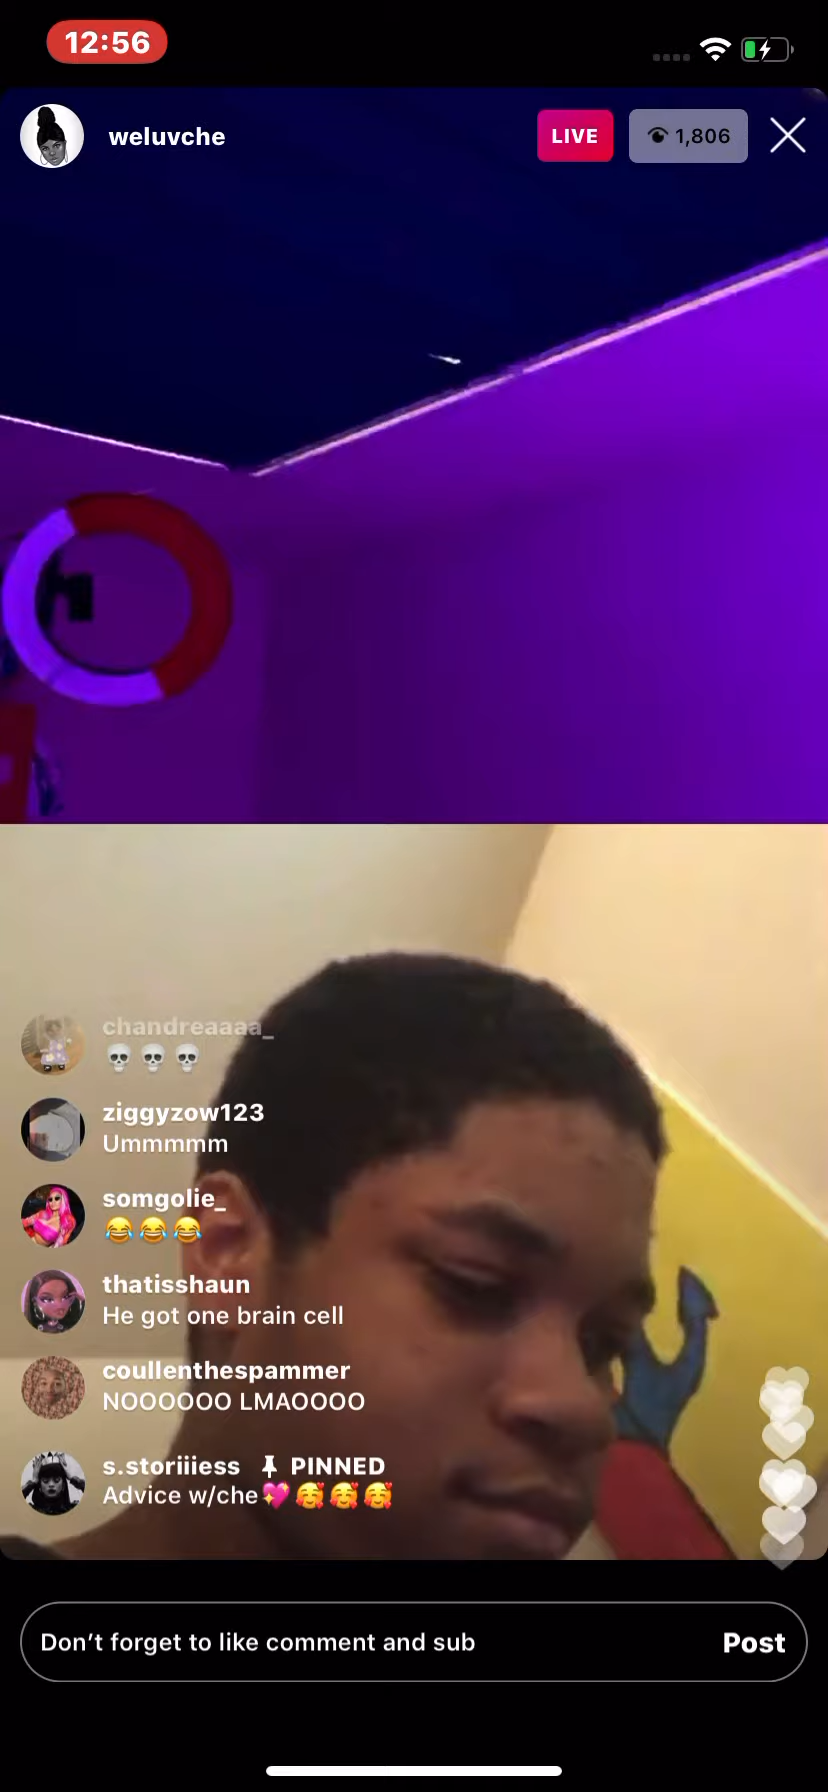 12:56
weluvche
LIVE
1,806
chandreaaaa_
💀💀💀
ziggyzow123
Ummmmm
somgolie_
😂😂😂
thatisshaun
He got one brain cell
coullenthespammer
NOOOOOO LMAOOOO
s.storiiiess PINNED
Advice w/che💖🥰🥰🥰
Don’t forget to like comment and sub
Post